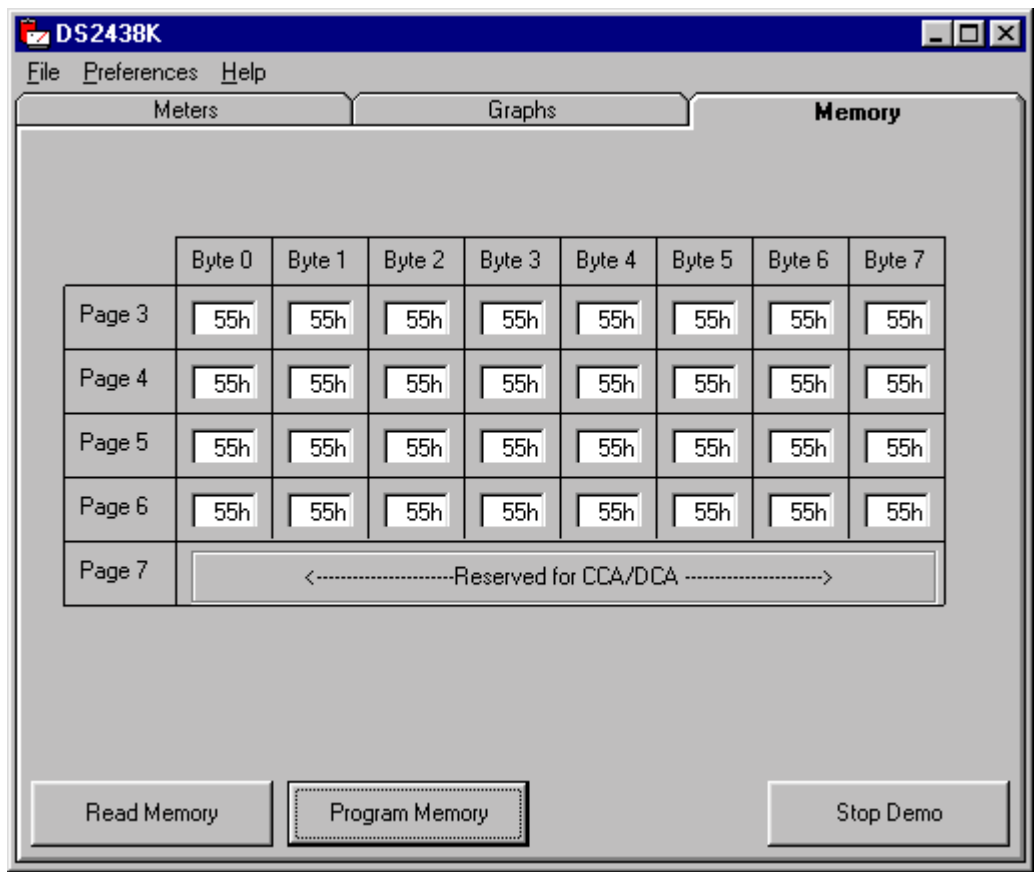 DS2438K
File Preferences Help
Meters Graphs Memory
Byte 0 Byte 1 Byte 2 Byte 3 Byte 4 Byte 5 Byte 6 Byte 7
Page 3 55h 55h 55h 55h 55h 55h 55h 55h
Page 4 55h 55h 55h 55h 55h 55h 55h 55h
Page 5 55h 55h 55h 55h 55h 55h 55h 55h
Page 6 55h 55h 55h 55h 55h 55h 55h 55h
Page 7 <----------------------Reserved for CCA/DCA ---------------------->
Read Memory Program Memory Stop Demo